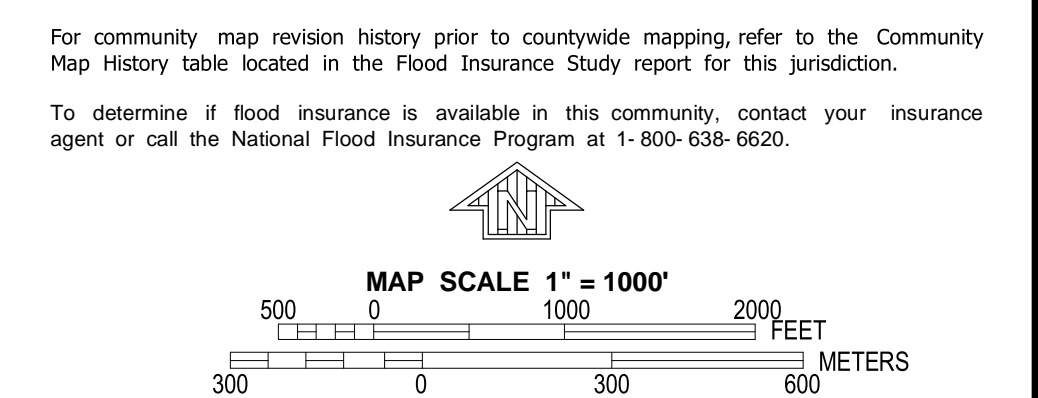 For community map revision history prior to countywide mapping, refer to the Community
Map History table located in the Flood Insurance Study report for this jurisdiction.
To determine if flood insurance is available in this community, contact your insurance
agent or call the National Flood Insurance Program at 1- 800- 638- 6620.
N
MAP SCALE 1" = 1000'
500 0 1000 2000
FEET
METERS
300 0 300 600